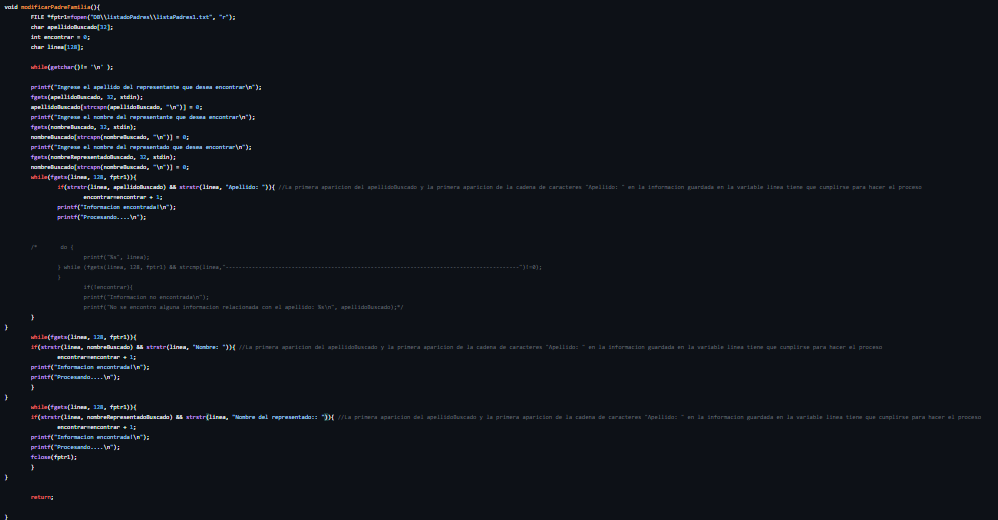 void modificarPadreFamilia(){
FILE *fptr1=fopen("DB\\listadoPadres\\listaPadres1.txt", "r");
char apellidoBuscado[32];
int encontrar = 0;
char linea[128];
while(getchar()!= '\n' );
printf("Ingrese el apellido del representante que desea encontrar\n");
fgets(apellidoBuscado, 32, stdin);
apellidoBuscado[strcspn(apellidoBuscado, "\n")] = 0;
printf("Ingrese el nombre del representante que desea encontrar\n");
fgets(nombreBuscado, 32, stdin);
nombreBuscado[strcspn(nombreBuscado, "\n")] = 0;
printf("Ingrese el nombre del representado que desea encontrar\n");
fgets(nombreRepresentadoBuscado, 32, stdin);
nombreBuscado[strcspn(nombreBuscado, "\n")] = 0;
while(fgets(linea, 128, fptr1)){
if(strstr(linea, apellidoBuscado) && strstr(linea, "Apellido: ")){ //La primera aparicion del apellidoBuscado y la primera aparicion de la cadena de caracteres "Apellido: " en la informacion guardada en la variable linea tiene que cumplirse para hacer el proceso
encontrar=encontrar + 1;
printf("Informacion encontrada!\n");
printf("Procesando....\n");
/* do {
printf("%s", linea);
} while (fgets(linea, 128, fptr1) && strcmp(linea,"----------------------------------------------------------------------------------------")!=0);
}
if(!encontrar){
printf("Informacion no encontrada\n");
printf("No se encontro alguna informacion relacionada con el apellido: %s\n", apellidoBuscado);*/
}
}
while(fgets(linea, 128, fptr1)){
if(strstr(linea, nombreBuscado) && strstr(linea, "Nombre: ")){ //La primera aparicion del apellidoBuscado y la primera aparicion de la cadena de caracteres "Apellido: " en la informacion guardada en la variable linea tiene que cumplirse para hacer el proceso
encontrar=encontrar + 1;
printf("Informacion encontrada!\n");
printf("Procesando....\n");
}
}
while(fgets(linea, 128, fptr1)){
if(strstr(linea, nombreRepresentadoBuscado) && strstr(linea, "Nombre del representado:: ")){ //La primera aparicion del apellidoBuscado y la primera aparicion de la cadena de caracteres "Apellido: " en la informacion guardada en la variable linea tiene que cumplirse para hacer el proceso
encontrar=encontrar + 1;
printf("Informacion encontrada!\n");
printf("Procesando....\n");
fclose(fptr1);
}
}
return;
}